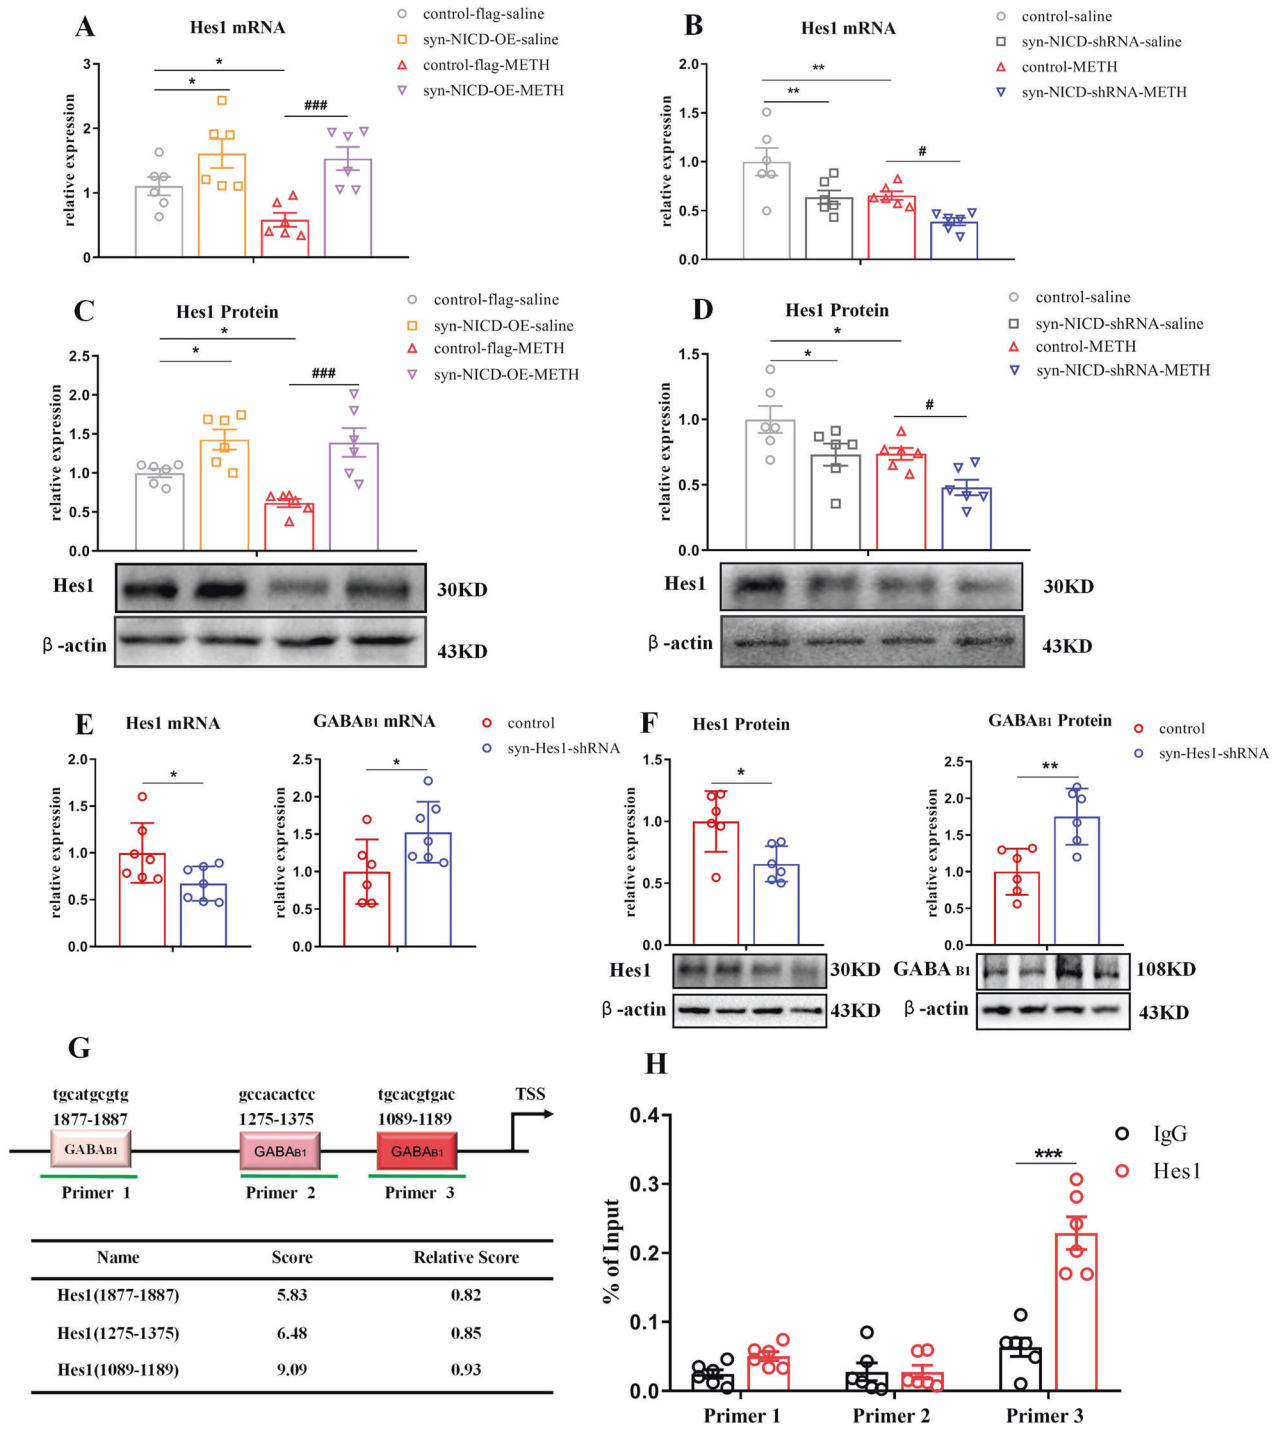 A
Hes1 mRNA
control-flag-saline
syn-NICD-OE-saline
control-flag-METH
syn-NICD-OE-METH
relative expression
3
2
1
0
*
*
###
B
Hes1 mRNA
control-saline
syn-NICD-shRNA-saline
control-METH
syn-NICD-shRNA-METH
relative expression
2.0
1.5
1.0
0.5
0.0
**
**
#
C
Hes1 Protein
control-flag-saline
syn-NICD-OE-saline
control-flag-METH
syn-NICD-OE-METH
relative expression
2.5
2.0
1.5
1.0
0.5
0.0
*
*
###
Hes1
30KD
β-actin
43KD
D
Hes1 Protein
control-saline
syn-NICD-shRNA-saline
control-METH
syn-NICD-shRNA-METH
relative expression
1.5
1.0
0.5
0.0
*
*
#
Hes1
30KD
β-actin
43KD
E
Hes1 mRNA
relative expression
2.0
1.5
1.0
0.5
0.0
*
GABAB1 mRNA
relative expression
2.5
2.0
1.5
1.0
0.5
0.0
*
control
syn-Hes1-shRNA
F
Hes1 Protein
relative expression
1.5
1.0
0.5
0.0
*
Hes1
30KD
β-actin
43KD
GABAB1 Protein
relative expression
2.5
2.0
1.5
1.0
0.5
0.0
**
control
syn-Hes1-shRNA
GABA B1
108KD
β-actin
43KD
G
tgcatgcgtg gccacactcc tgcacgtgac TSS
1877-1887 1275-1375 1089-1189
GABAB1 GABAB1 GABAB1
Primer 1 Primer 2 Primer 3
Name Score Relative Score
Hes1(1877-1887) 5.83 0.82
Hes1(1275-1375) 6.48 0.85
Hes1(1089-1189) 9.09 0.93
H
% of Input
0.4
0.3
0.2
0.1
0.0
***
IgG
Hes1
Primer 1 Primer 2 Primer 3